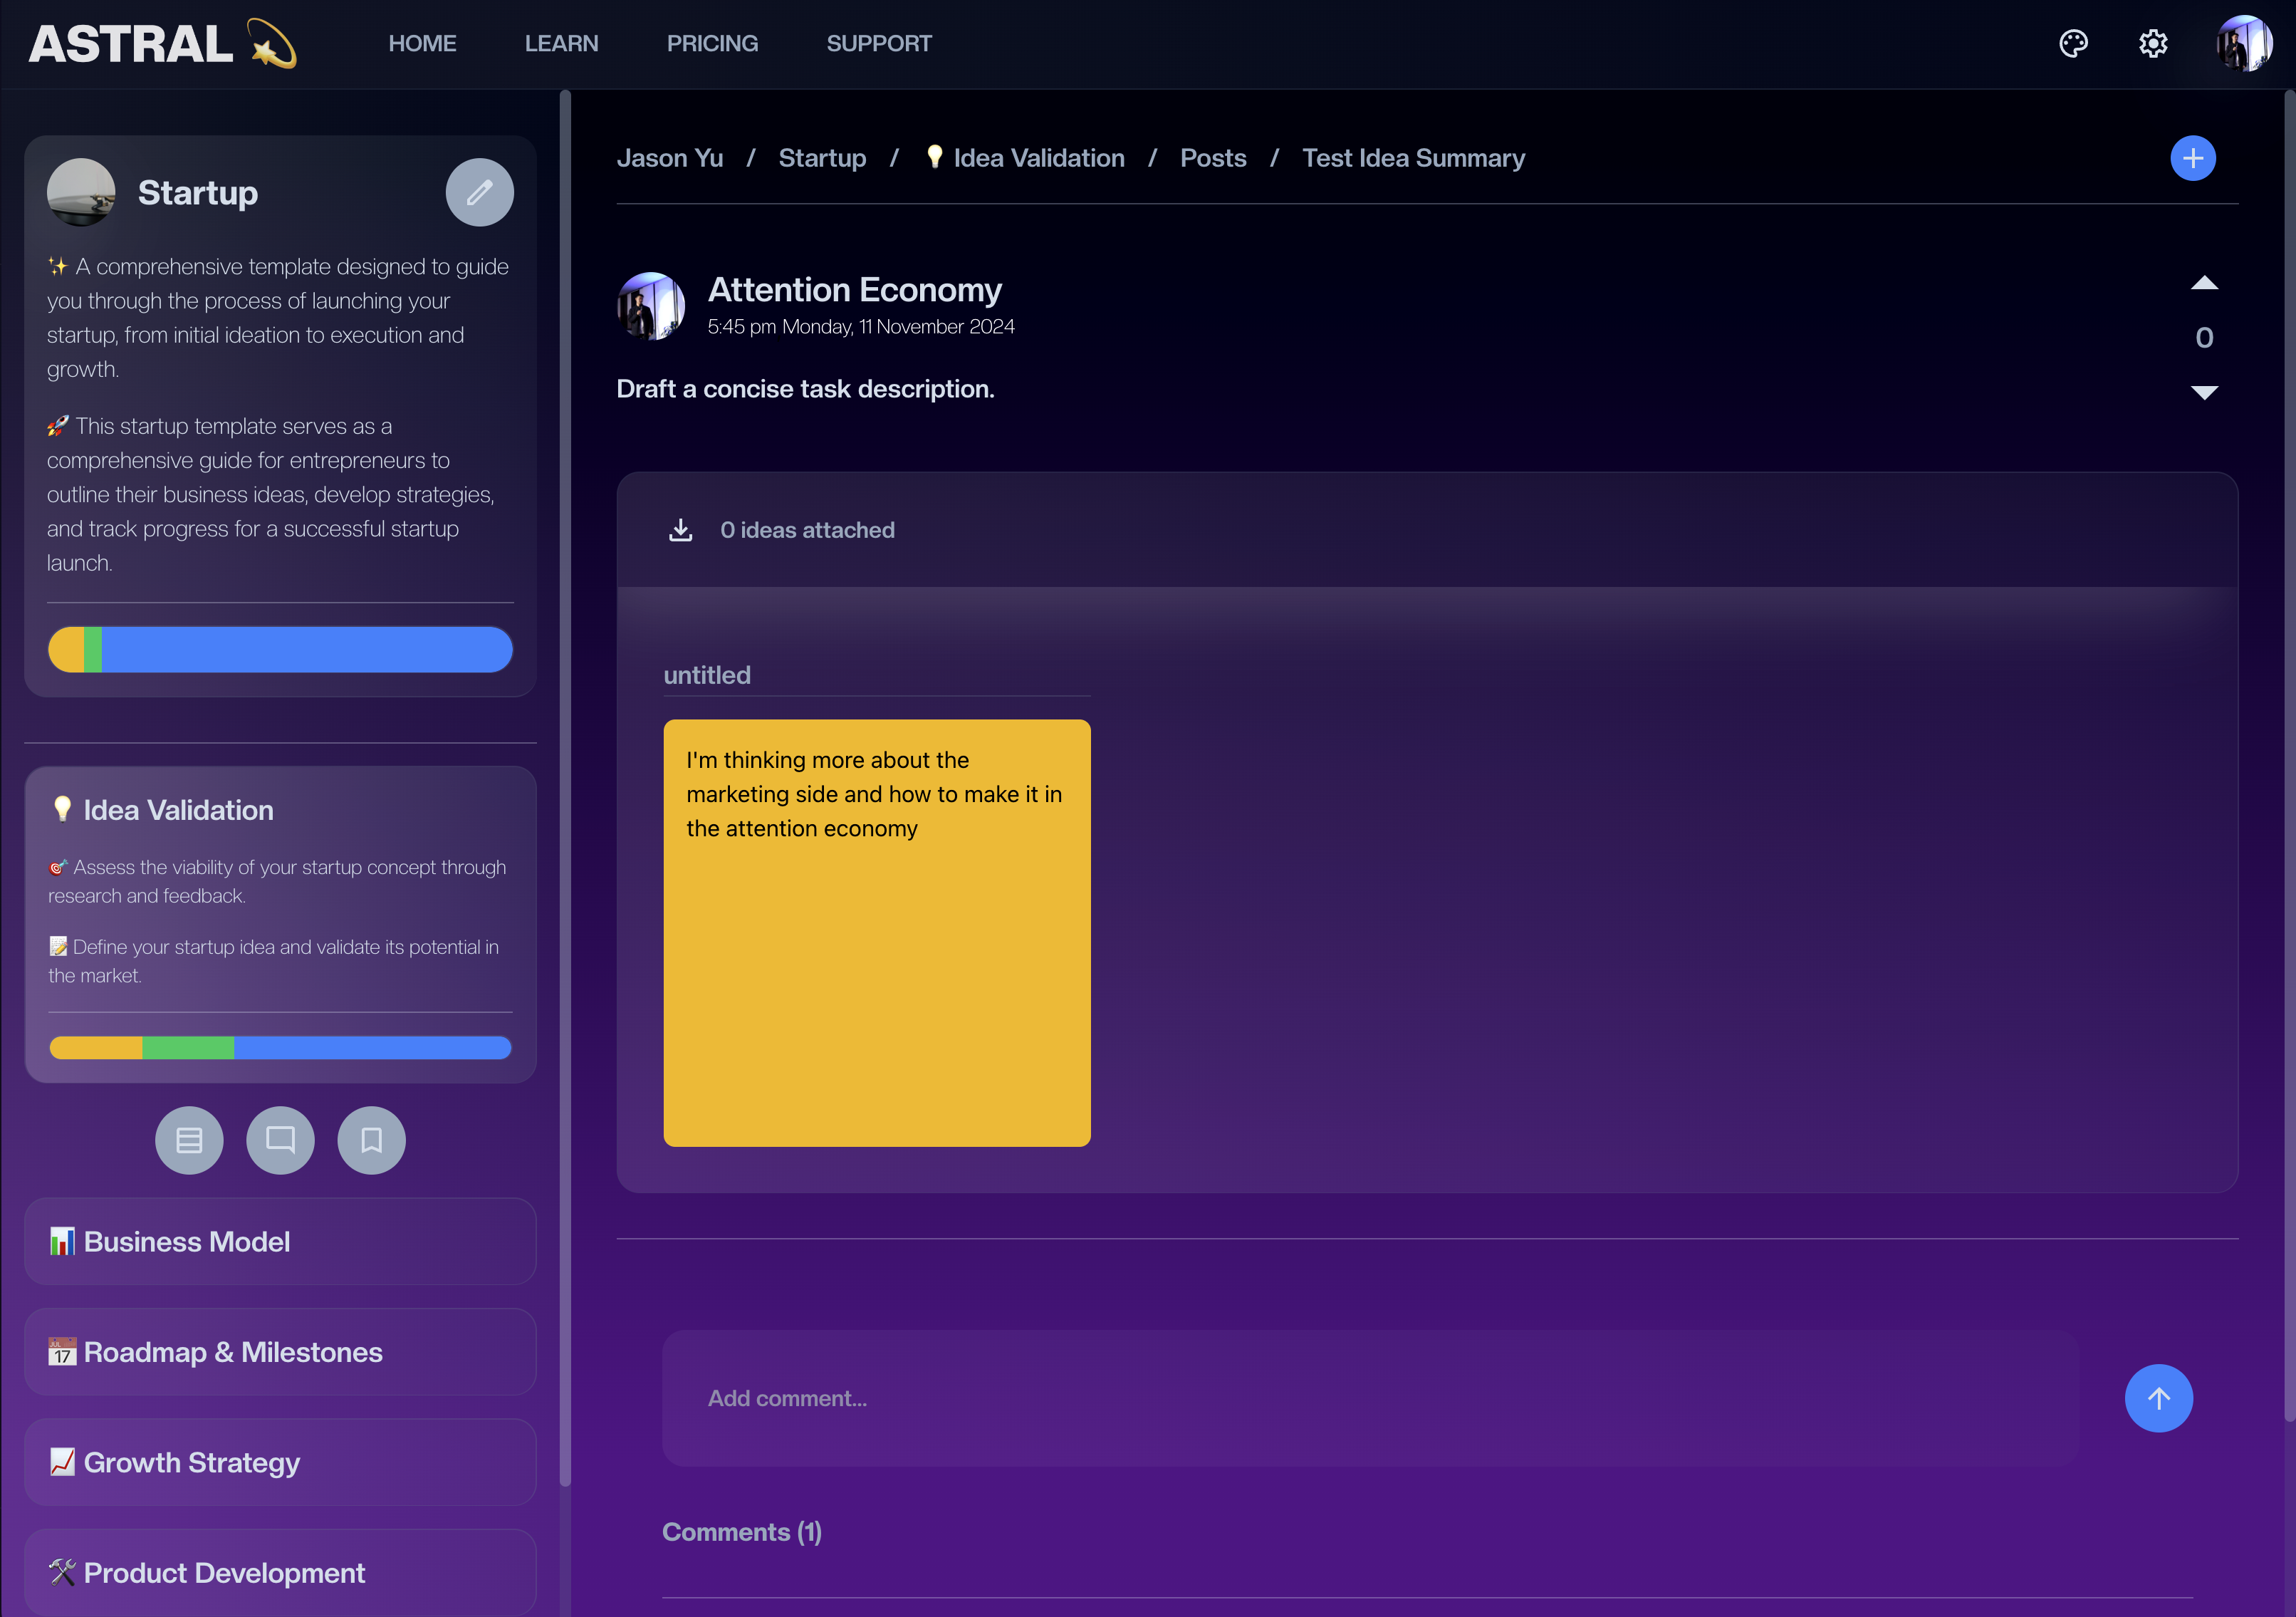 ASTRAL
HOME LEARN PRICING SUPPORT
Startup
✨ A comprehensive template designed to guide
you through the process of launching your
startup, from initial ideation to execution and
growth.
🚀 This startup template serves as a
comprehensive guide for entrepreneurs to
outline their business ideas, develop strategies,
and track progress for a successful startup
launch.
💡 Idea Validation
🎯 Assess the viability of your startup concept through
research and feedback.
📝 Define your startup idea and validate its potential in
the market.
📊 Business Model
📅 Roadmap & Milestones
📈 Growth Strategy
🛠 Product Development
Jason Yu / Startup / 💡 Idea Validation / Posts / Test Idea Summary
Attention Economy
5:45 pm Monday, 11 November 2024
0
Draft a concise task description.
0 ideas attached
untitled
I'm thinking more about the
marketing side and how to make it in
the attention economy
Add comment...
Comments (1)